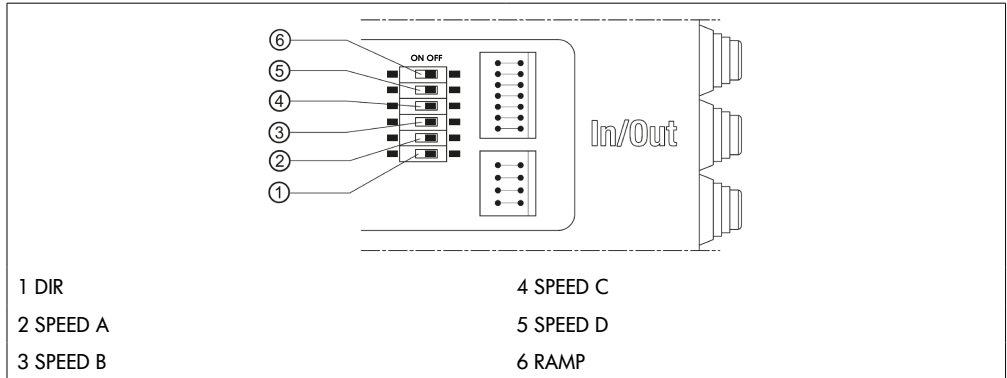 6
ON OFF
5
4
3
In/Out
2
1
1 DIR
4 SPEED C
2 SPEED A
5 SPEED D
3 SPEED B
6 RAMP